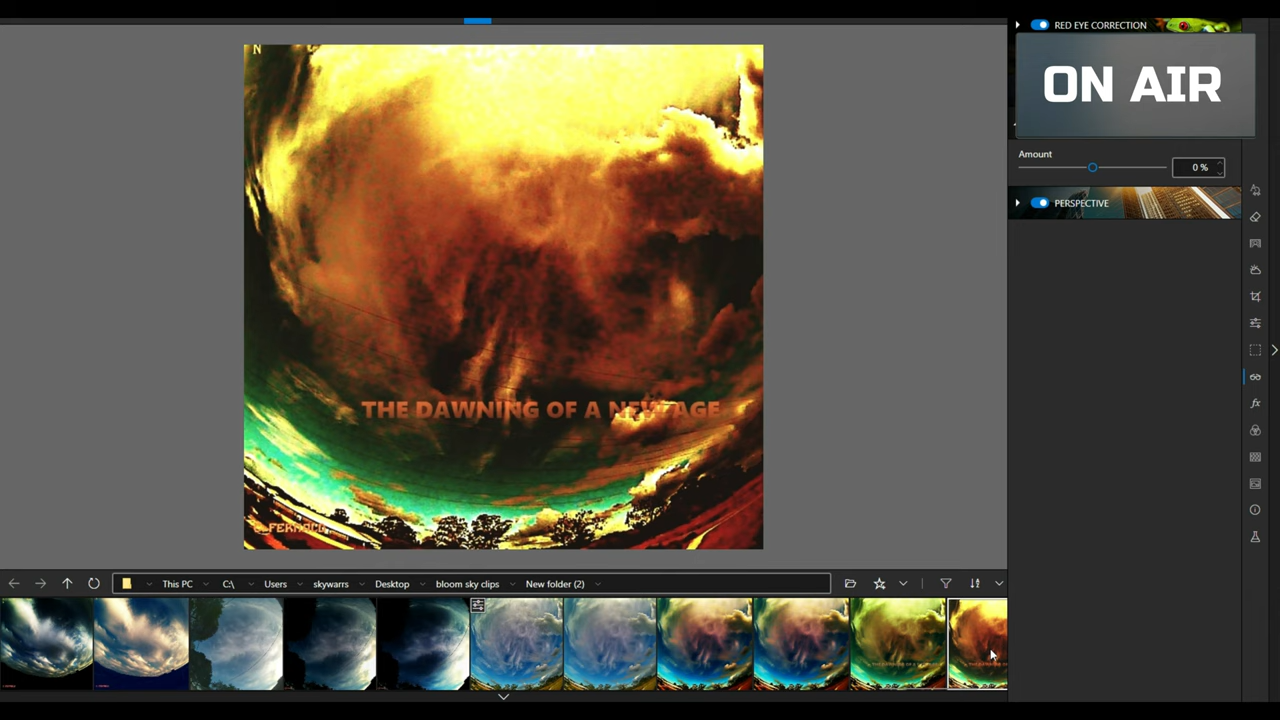 RED EYE CORRECTION
ON AIR
Amount
0 %
PERSPECTIVE
N
THE DAWNING OF A NEW AGE
This PC
C:\
Users
skywarrs
Desktop
bloom sky clips
New folder (2)